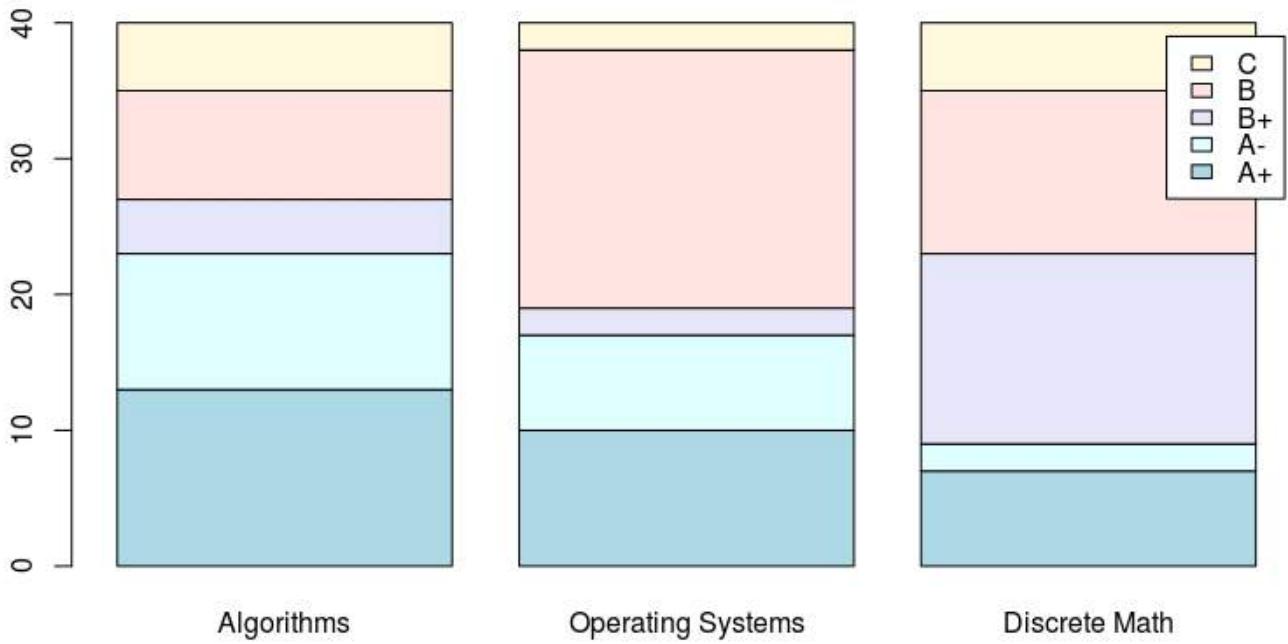 40
30
20
10
0
C
B
B+
A-
A+
Algorithms
Operating Systems
Discrete Math